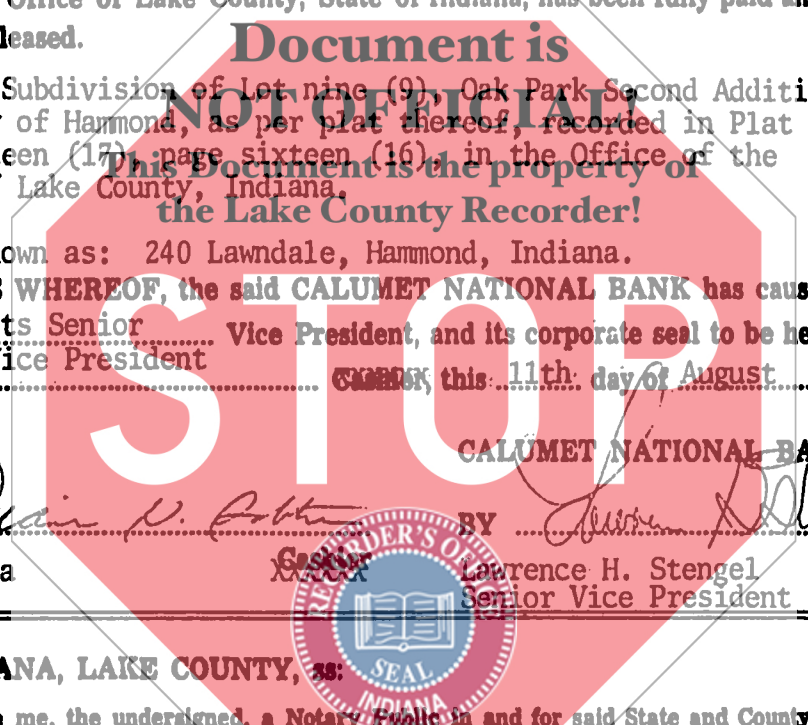 Office of Lake County, State of Indiana, has been fully paid an
leased.
Document is
Subdivision of Lot nine (9), Oak Park Second Additi
NOT OFFICIAL!
of Hammond, as per plat thereof, recorded in Plat
een (17), page sixteen (16), in the Office of the
This Document is the property of
Lake County, Indiana.
the Lake County Recorder!
own as: 240 Lawndale, Hammond, Indiana.
WHEREOF, the said CALUMET NATIONAL BANK has caus
ts Senior Vice President, and its corporate seal to be he
ice President
Cashier, this 11th day of August
STOP
CALUMET NATIONAL BA
BY
a Cashier Lawrence H. Stengel
XXXXXX Senior Vice President
RECORDER'S OFFICE
SEAL
INDIANA
ANA, LAKE COUNTY, ss:
me, the undersigned, a Notary Public in and for said State and County